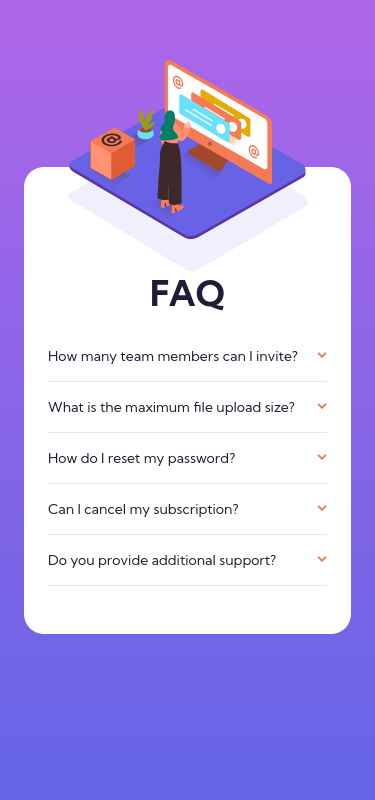 @
@
@
FAQ
How many team members can I invite?
What is the maximum file upload size?
How do I reset my password?
Can I cancel my subscription?
Do you provide additional support?